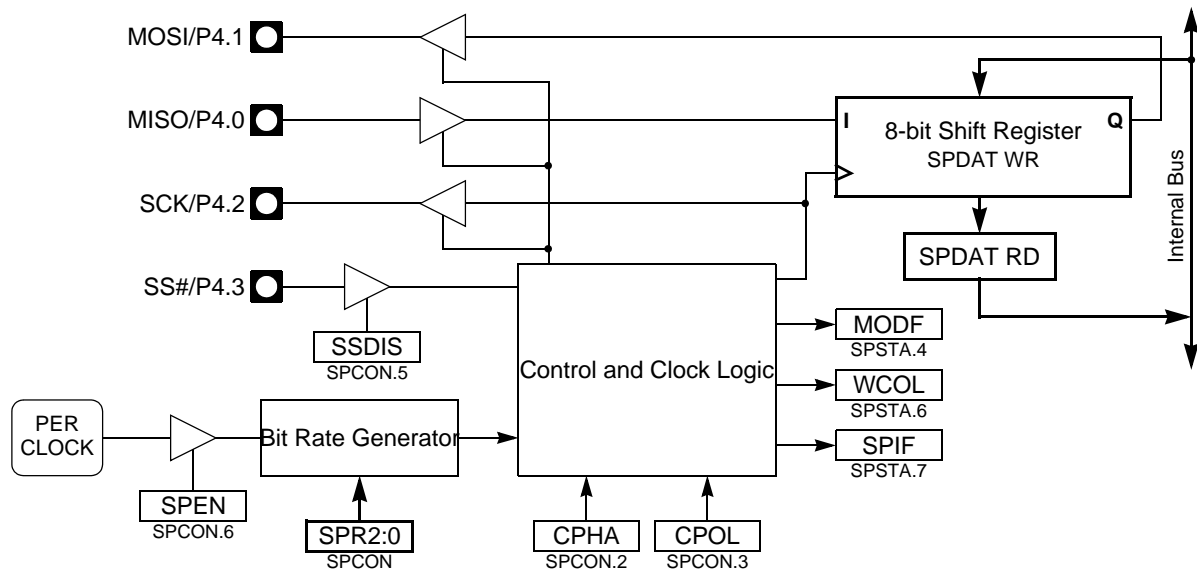 MOSI/P4.1
MISO/P4.0
I
8-bit Shift Register
Q
SPDAT WR
SCK/P4.2
Internal Bus
SPDAT RD
SS#/P4.3
SSDIS
SPCON.5
Control and Clock Logic
MODF
SPSTA.4
WCOL
SPSTA.6
SPIF
SPSTA.7
PER
CLOCK
Bit Rate Generator
SPEN
SPCON.6
SPR2:0
SPCON
CPHA
SPCON.2
CPOL
SPCON.3